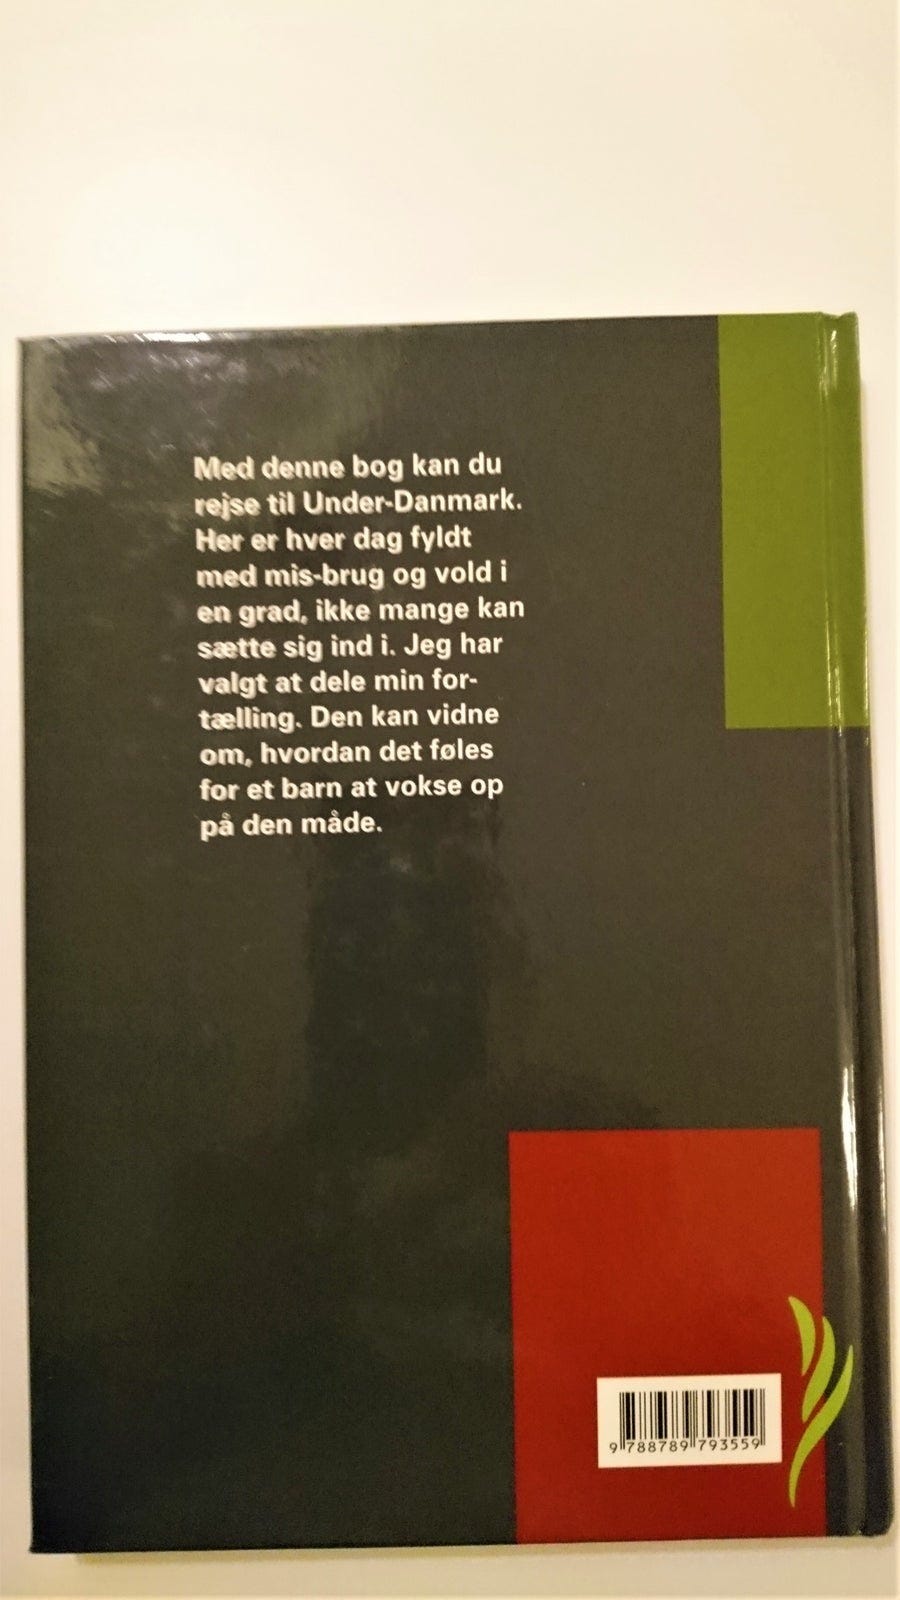 Med denne bog kan du
rejse til Under-Danmark.
Her er hver dag fyldt
med mis-brug og vold i
en grad, ikke mange kan
sætte sig ind i. Jeg har
valgt at dele min for-
tælling. Den kan vidne
om, hvordan det føles
for et barn at vokse op
på den måde.
9 788789 793559